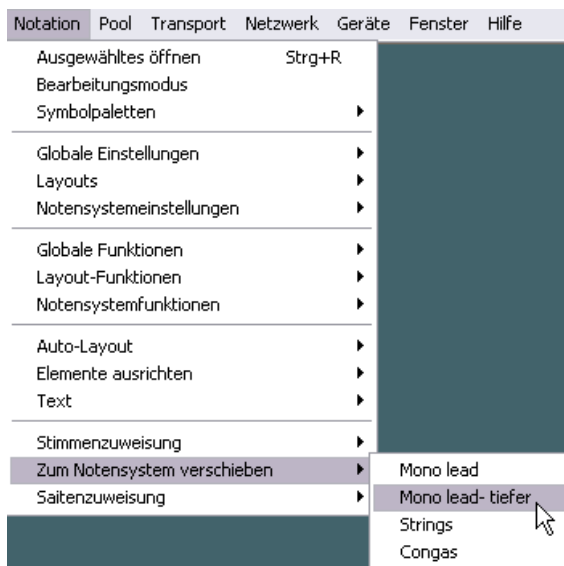 Notation Pool Transport Netzwerk Geräte Fenster Hilfe
Ausgewähltes öffnen Strg+R
Bearbeitungsmodus
Symbolpaletten
Globale Einstellungen
Layouts
Notensystemeinstellungen
Globale Funktionen
Layout-Funktionen
Notensystemfunktionen
Auto-Layout
Elemente ausrichten
Text
Stimmenzuweisung
Zum Notensystem verschieben
Saitenzuweisung
Mono lead
Mono lead- tiefer
Strings
Congas